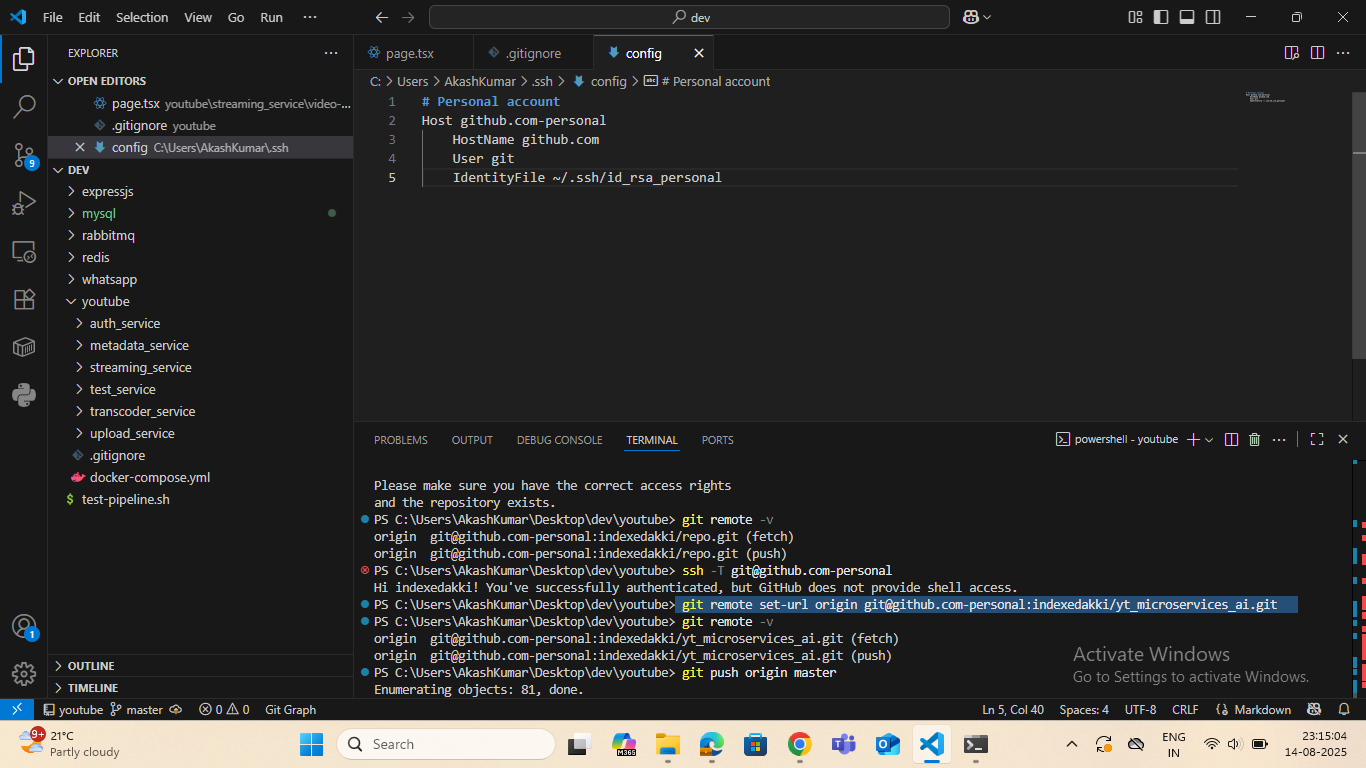 File Edit Selection View Go Run ···
dev
EXPLORER
OPEN EDITORS
page.tsx youtube\streaming_service\video-...
.gitignore youtube
config C:\Users\AkashKumar\.ssh
DEV
expressjs
mysql
rabbitmq
redis
whatsapp
youtube
auth_service
metadata_service
streaming_service
test_service
transcoder_service
upload_service
.gitignore
docker-compose.yml
$ test-pipeline.sh
OUTLINE
TIMELINE
9
1
page.tsx
.gitignore
config
C: > Users > AkashKumar > .ssh > config > abc # Personal account
1 # Personal account
2 Host github.com-personal
3 HostName github.com
4 User git
5 IdentityFile ~/.ssh/id_rsa_personal
PROBLEMS OUTPUT DEBUG CONSOLE TERMINAL PORTS
powershell - youtube
Please make sure you have the correct access rights
and the repository exists.
PS C:\Users\AkashKumar\Desktop\dev\youtube> git remote -v
origin  git@github.com-personal:indexedakki/repo.git (fetch)
origin  git@github.com-personal:indexedakki/repo.git (push)
PS C:\Users\AkashKumar\Desktop\dev\youtube> ssh -T git@github.com-personal
Hi indexedakki! You've successfully authenticated, but GitHub does not provide shell access.
PS C:\Users\AkashKumar\Desktop\dev\youtube> git remote set-url origin git@github.com-personal:indexedakki/yt_microservices_ai.git
PS C:\Users\AkashKumar\Desktop\dev\youtube> git remote -v
origin  git@github.com-personal:indexedakki/yt_microservices_ai.git (fetch)
origin  git@github.com-personal:indexedakki/yt_microservices_ai.git (push)
PS C:\Users\AkashKumar\Desktop\dev\youtube> git push origin master
Enumerating objects: 81, done.
Activate Windows
Go to Settings to activate Windows.
youtube master 0 0 Git Graph
Ln 5, Col 40 Spaces: 4 UTF-8 CRLF Markdown
9+
21°C
Partly cloudy
Search
M365
ENG
IN
23:15:04
14-08-2025